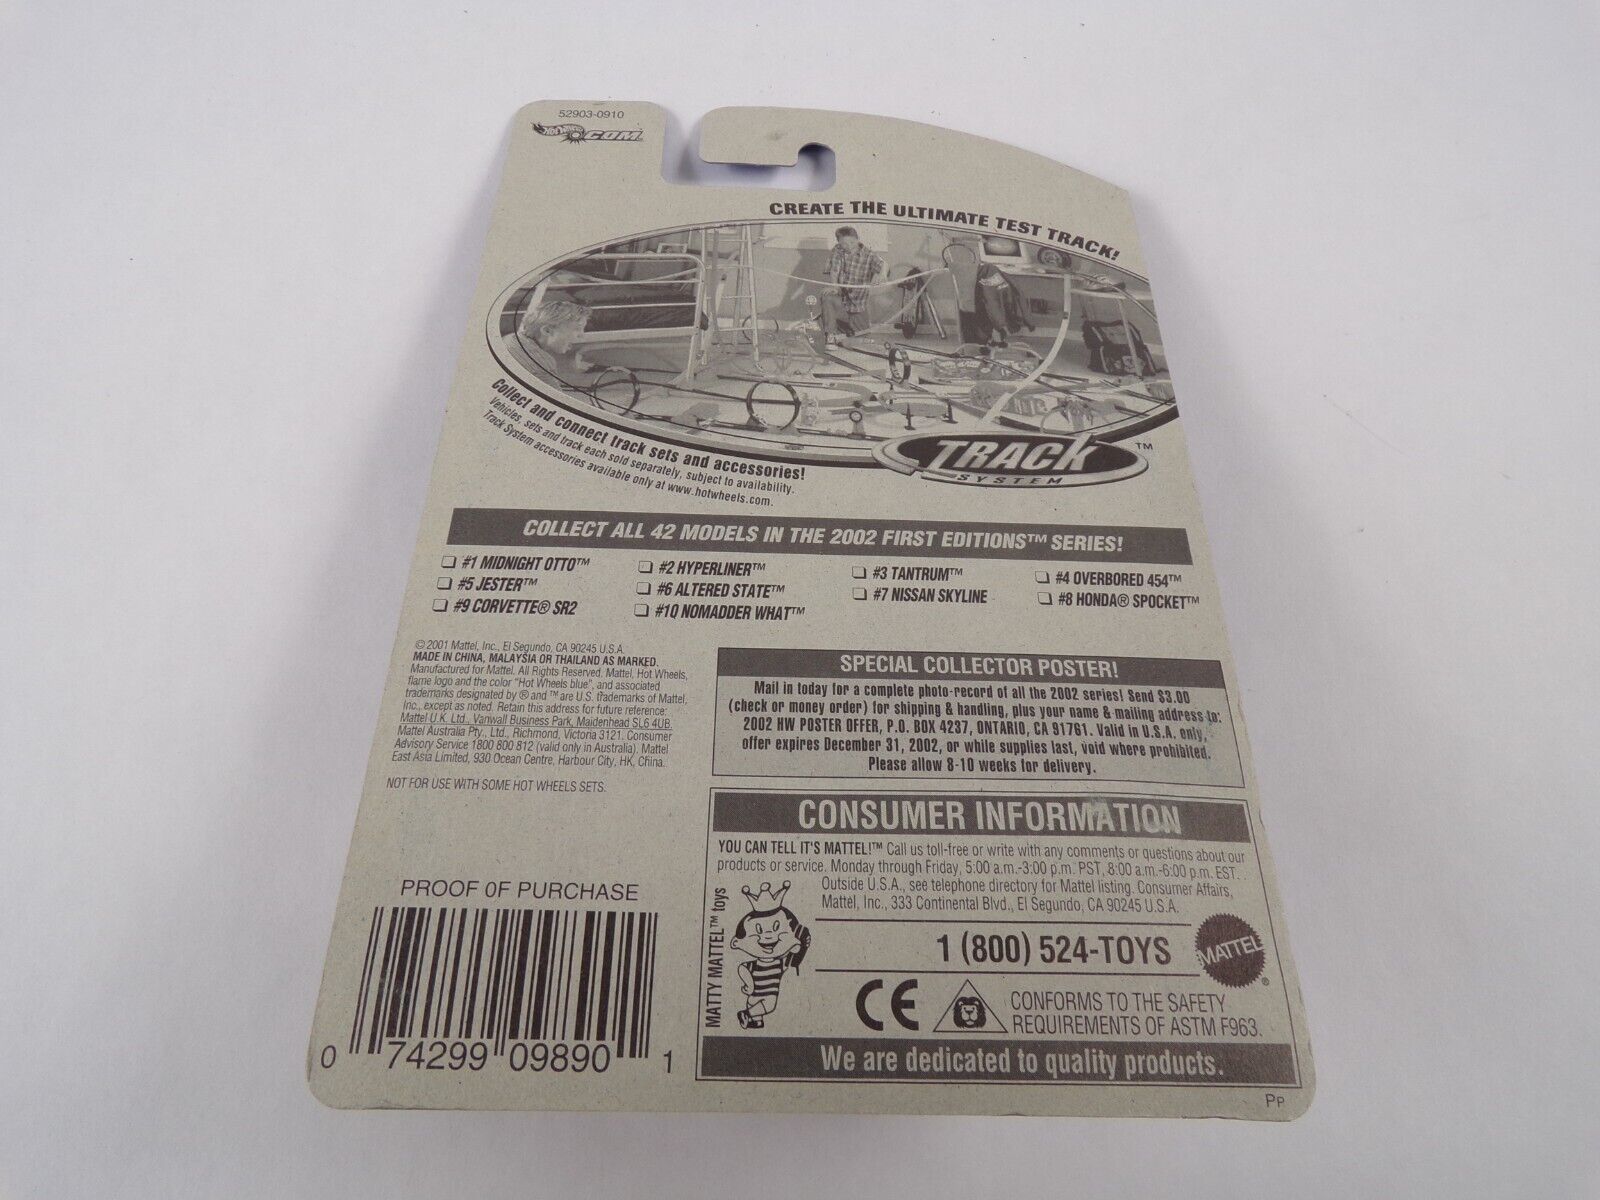 52903-0910
HOT WHEELS .COM
CREATE THE ULTIMATE TEST TRACK!
Collect and connect track sets and accessories!
Vehicles, sets and track each sold separately, subject to availability.
Track System accessories available only at www.hotwheels.com.
TRACK™
SYSTEM
COLLECT ALL 42 MODELS IN THE 2002 FIRST EDITIONS™ SERIES!
#1 MIDNIGHT OTTO™ #2 HYPERLINER™ #3 TANTRUM™ #4 OVERBORED 454™
#5 JESTER™ #6 ALTERED STATE™ #7 NISSAN SKYLINE #8 HONDA® SPOCKET™
#9 CORVETTE® SR2 #10 NOMADDER WHAT™
© 2001 Mattel, Inc., El Segundo, CA 90245 U.S.A.
MADE IN CHINA, MALAYSIA OR THAILAND AS MARKED.
Manufactured for Mattel. All Rights Reserved. Mattel, Hot Wheels,
flame logo and the color "Hot Wheels blue", and associated
trademarks designated by ® and ™ are U.S. trademarks of Mattel,
Inc., except as noted. Retain this address for future reference:
Mattel U.K. Ltd., Vanwall Business Park, Maidenhead SL6 4UB.
Mattel Australia Pty., Ltd., Richmond, Victoria 3121. Consumer
Advisory Service 1800 800 812 (valid only in Australia). Mattel
East Asia Limited, 930 Ocean Centre, Harbour City, HK, China.
NOT FOR USE WITH SOME HOT WHEELS SETS.
SPECIAL COLLECTOR POSTER!
Mail in today for a complete photo-record of all the 2002 series! Send $3.00
(check or money order) for shipping & handling, plus your name & mailing address to:
2002 HW POSTER OFFER, P.O. BOX 4237, ONTARIO, CA 91761. Valid in U.S.A. only,
offer expires December 31, 2002, or while supplies last, void where prohibited.
Please allow 8-10 weeks for delivery.
CONSUMER INFORMATION
YOU CAN TELL IT'S MATTEL!™ Call us toll-free or write with any comments or questions about our
products or service. Monday through Friday, 5:00 a.m.-3:00 p.m. PST, 8:00 a.m.-6:00 p.m. EST.
Outside U.S.A., see telephone directory for Mattel listing. Consumer Affairs,
Mattel, Inc., 333 Continental Blvd., El Segundo, CA 90245 U.S.A.
MATTY MATTEL™ toys
1 (800) 524-TOYS
MATTEL®
CE
CONFORMS TO THE SAFETY
REQUIREMENTS OF ASTM F963.
We are dedicated to quality products.
PROOF OF PURCHASE
0 74299 09890 1
PP